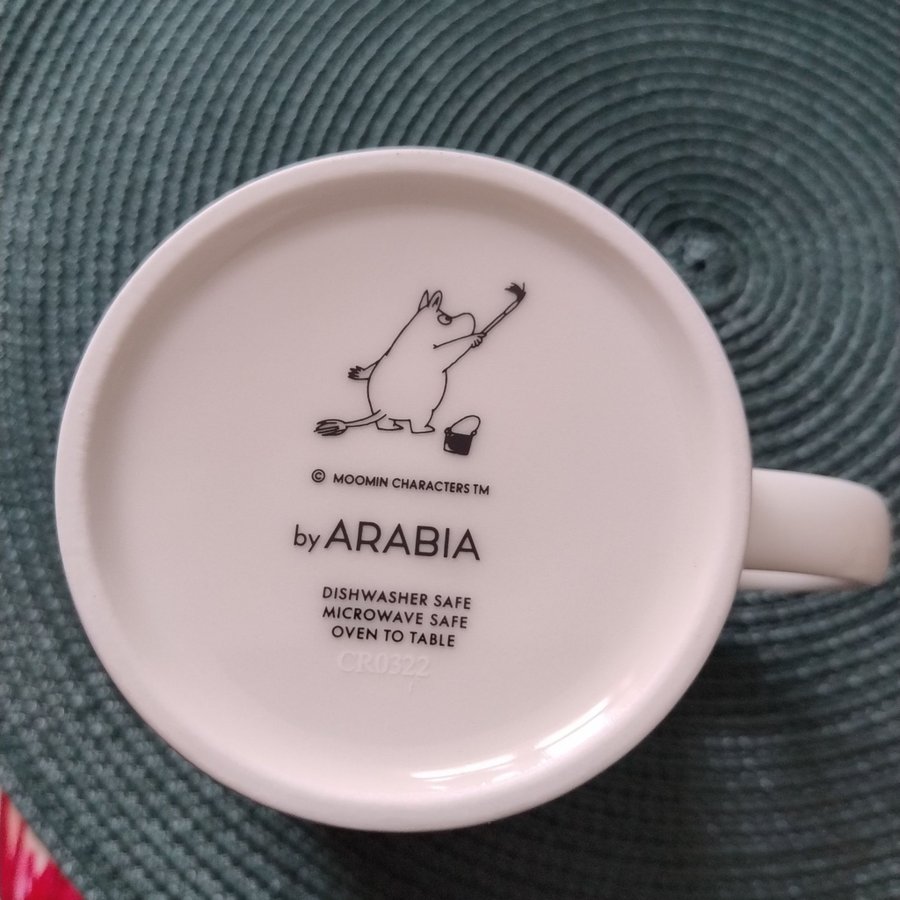 © MOOMIN CHARACTERS TM
by ARABIA
DISHWASHER SAFE
MICROWAVE SAFE
OVEN TO TABLE
CR0322